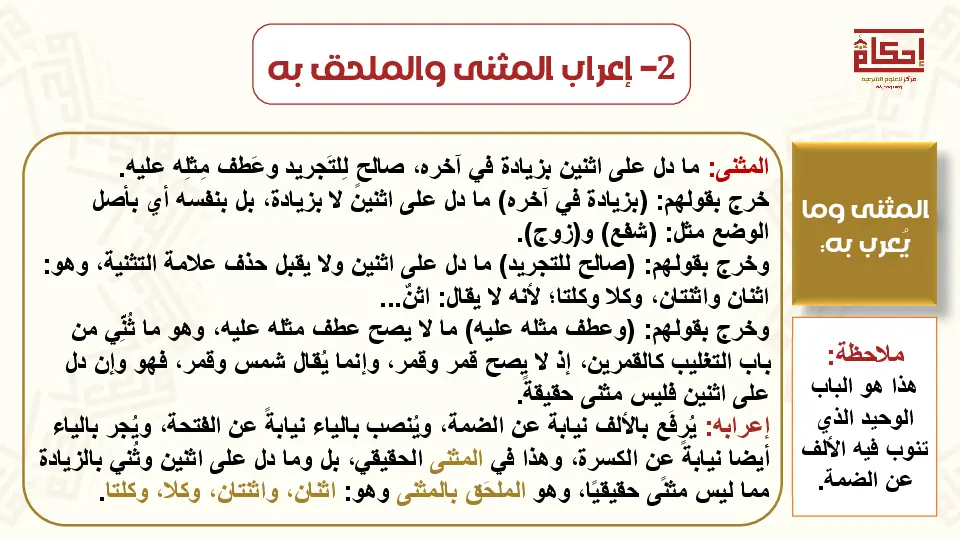 إحكام
مركز للعلوم الشرعية
2- إعراب المثنى والملحق به
المثنى وما
يُعرب به:
ملاحظة:
هذا هو الباب
الوحيد الذي
تنوب فيه الألف
عن الضمة.
المثنى: ما دل على اثنين بزيادة في آخره، صالحٍ لِلتَجريد وعَطف مِثلِه عليه.
خرج بقولهم: (بزيادة في آخره) ما دل على اثنين لا بزيادة، بل بنفسه أي بأصل
الوضع مثل: (شفع) و(زوج).
وخرج بقولهم: (صالح للتجريد) ما دل على اثنين ولا يقبل حذف علامة التثنية، وهو:
اثنان واثنتان، وكلا وكلتا؛ لأنه لا يقال: اثنٌ...
وخرج بقولهم: (وعطف مثله عليه) ما لا يصح عطف مثله عليه، وهو ما ثُنِّي من
باب التغليب كالقمرين، إذ لا يصح قمر وقمر، وإنما يُقال شمس وقمر، فهو وإن دل
على اثنين فليس مثنى حقيقةً.
إعرابه: يُرفَع بالألف نيابة عن الضمة، ويُنصب بالياء نيابةً عن الفتحة، ويُجر بالياء
أيضا نيابةً عن الكسرة، وهذا في المثنى الحقيقي، بل وما دل على اثنين وثُني بالزيادة
مما ليس مثنًى حقيقيًا، وهو الملحَق بالمثنى وهو: اثنان، واثنتان، وكلا، وكلتا.